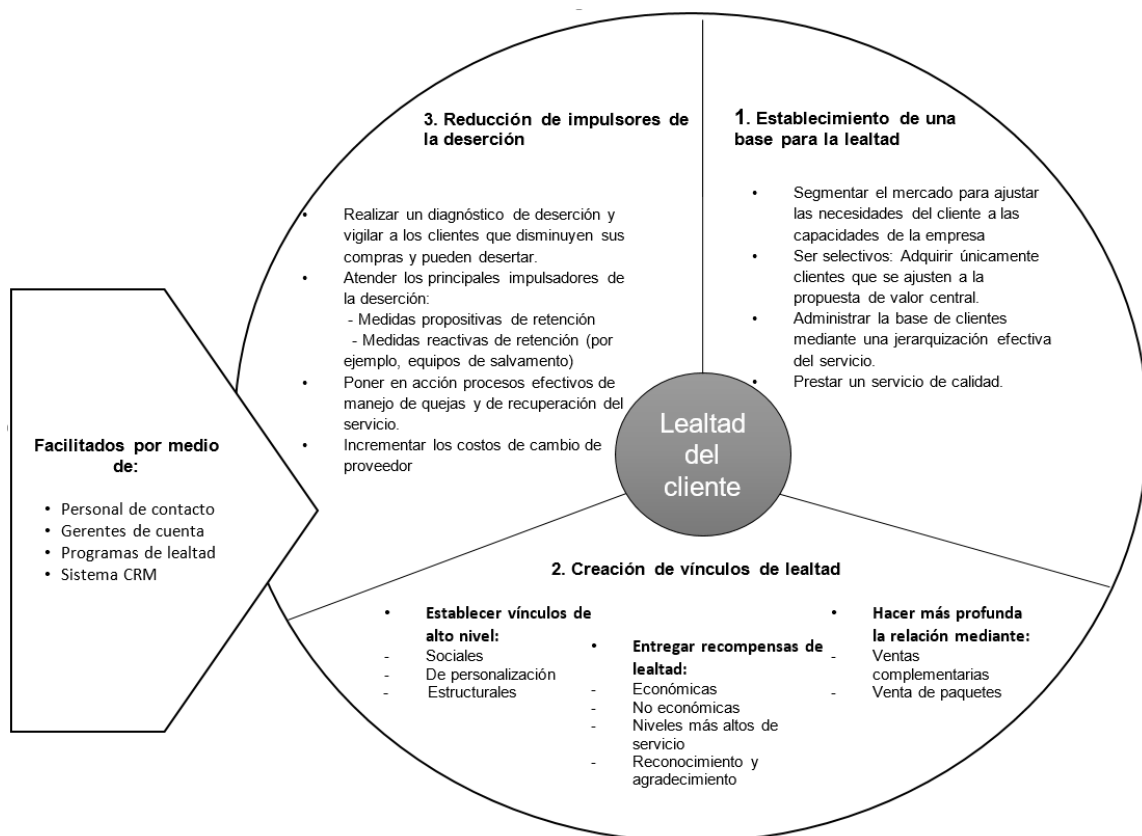 3. Reducción de impulsores de
la deserción
• Realizar un diagnóstico de deserción y
vigilar a los clientes que disminuyen sus
compras y pueden desertar.
• Atender los principales impulsadores de
la deserción:
- Medidas propositivas de retención
- Medidas reactivas de retención (por
ejemplo, equipos de salvamento)
• Poner en acción procesos efectivos de
manejo de quejas y de recuperación del
servicio.
• Incrementar los costos de cambio de
proveedor
1. Establecimiento de una
base para la lealtad
• Segmentar el mercado para ajustar
las necesidades del cliente a las
capacidades de la empresa
• Ser selectivos: Adquirir únicamente
clientes que se ajusten a la
propuesta de valor central.
• Administrar la base de clientes
mediante una jerarquización efectiva
del servicio.
• Prestar un servicio de calidad.
Lealtad
del
cliente
Facilitados por medio
de:
• Personal de contacto
• Gerentes de cuenta
• Programas de lealtad
• Sistema CRM
2. Creación de vínculos de lealtad
• Establecer vínculos de
alto nivel:
- Sociales
- De personalización
- Estructurales
• Entregar recompensas de
lealtad:
- Económicas
- No económicas
- Niveles más altos de
servicio
- Reconocimiento y
agradecimiento
• Hacer más profunda
la relación mediante:
- Ventas
complementarias
- Venta de paquetes